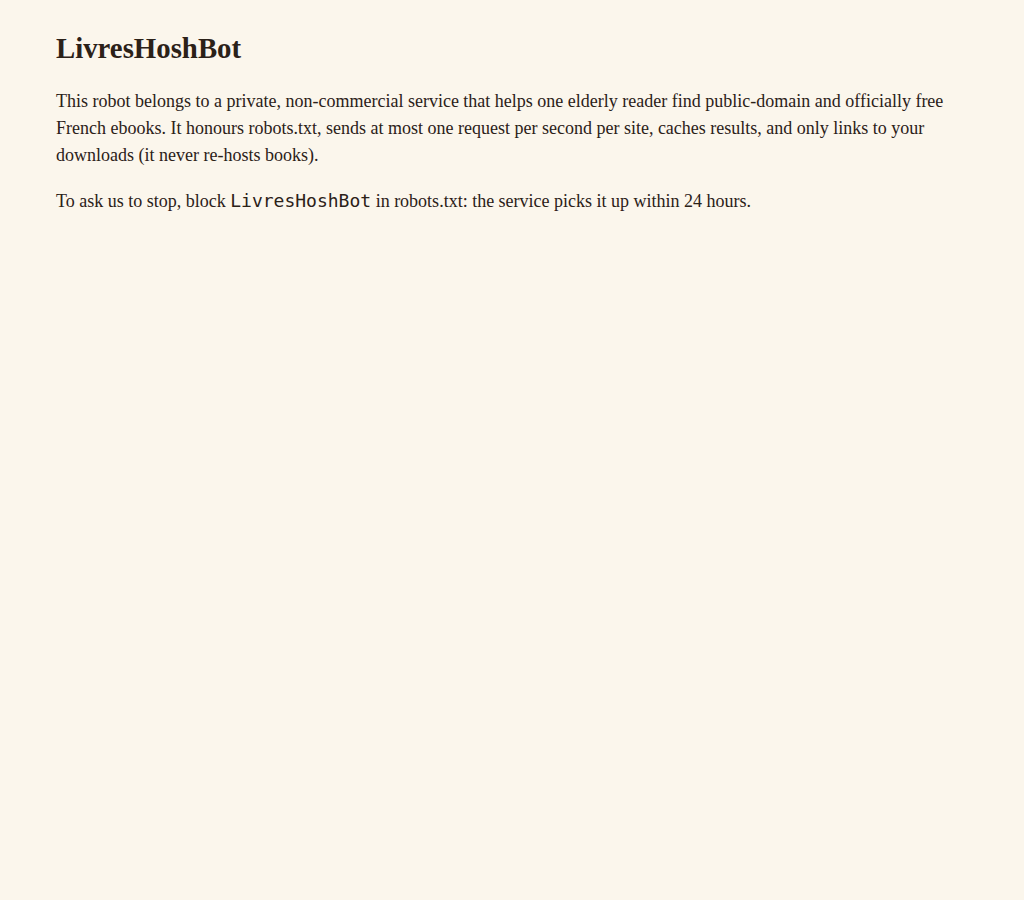 LivresHoshBot
This robot belongs to a private, non-commercial service that helps one elderly reader find public-domain and officially free
French ebooks. It honours robots.txt, sends at most one request per second per site, caches results, and only links to your
downloads (it never re-hosts books).
To ask us to stop, block LivresHoshBot in robots.txt: the service picks it up within 24 hours.